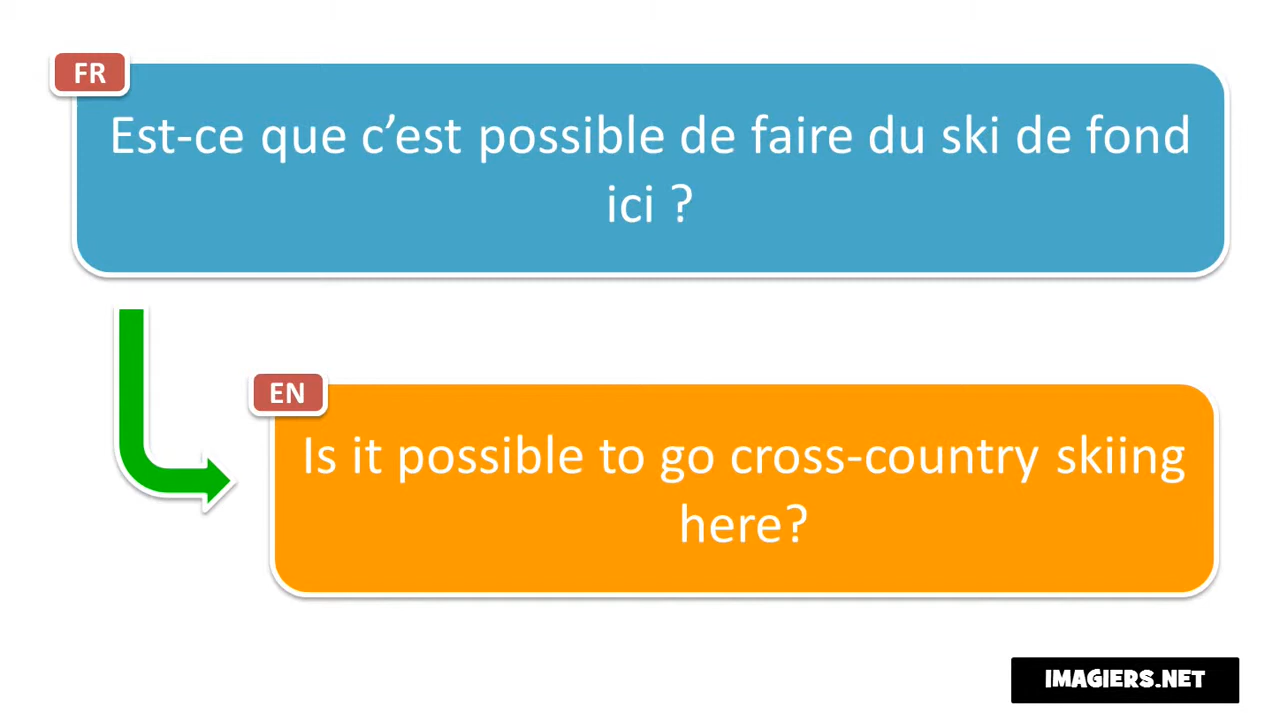 FR
Est-ce que c’est possible de faire du ski de fond
ici ?
EN
Is it possible to go cross-country skiing
here?
IMAGIERS.NET